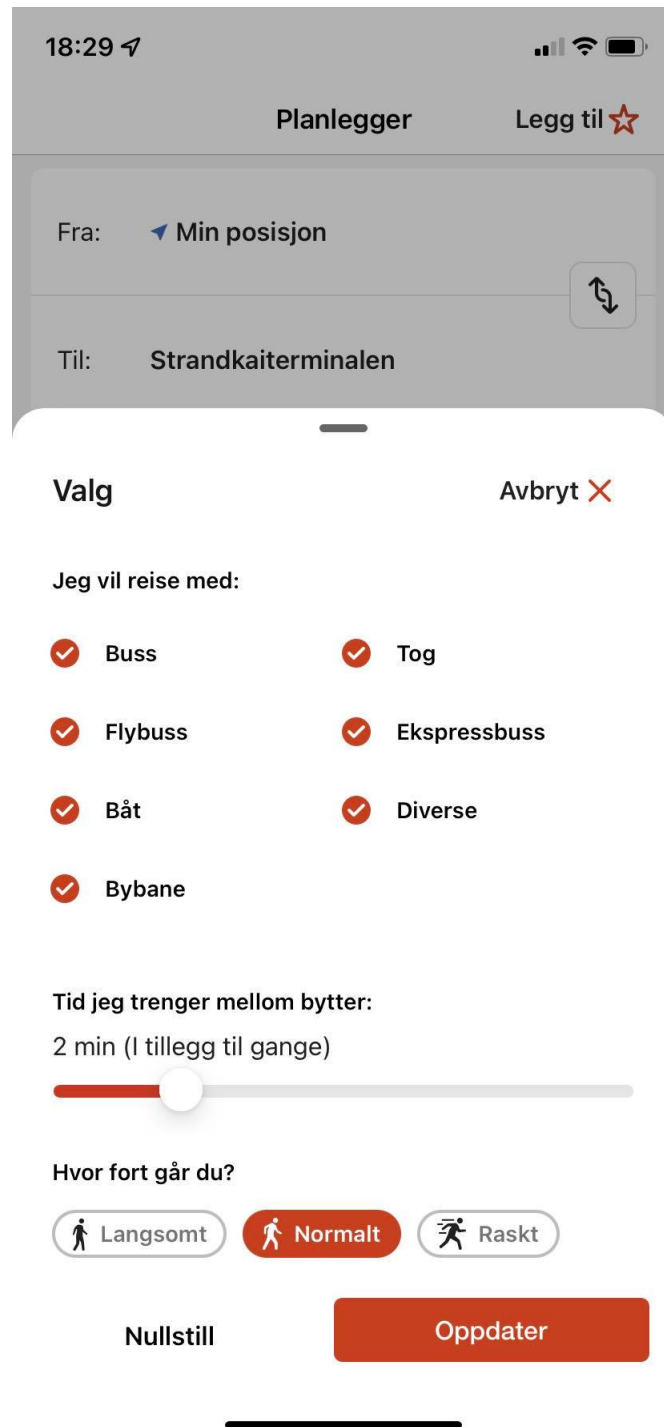 18:29
Planlegger Legg til
Fra: Min posisjon
Til: Strandkaiterminalen
Valg Avbryt
Jeg vil reise med:
Buss Tog
Flybuss Ekspressbuss
Båt Diverse
Bybane
Tid jeg trenger mellom bytter:
2 min (I tillegg til gange)
Hvor fort går du?
Langsomt Normalt Raskt
Nullstill Oppdater